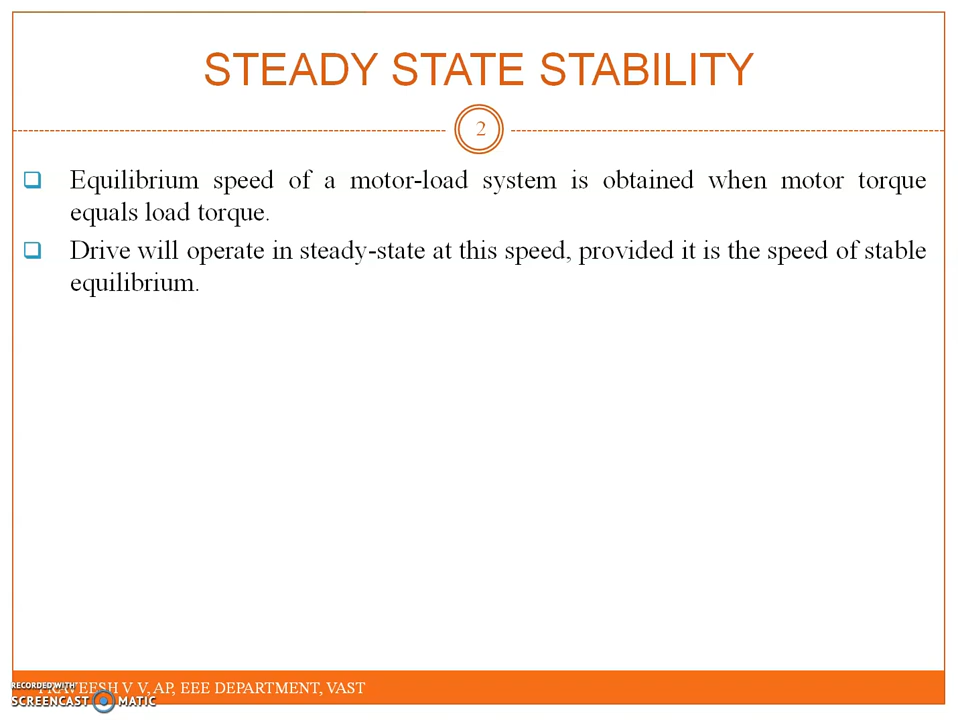 STEADY STATE STABILITY
2
❑ Equilibrium speed of a motor-load system is obtained when motor torque
equals load torque.
❑ Drive will operate in steady-state at this speed, provided it is the speed of stable
equilibrium.
V V, AP, EEE DEPARTMENT, VAST
RECORDED WITH
SCREENCAST MATIC